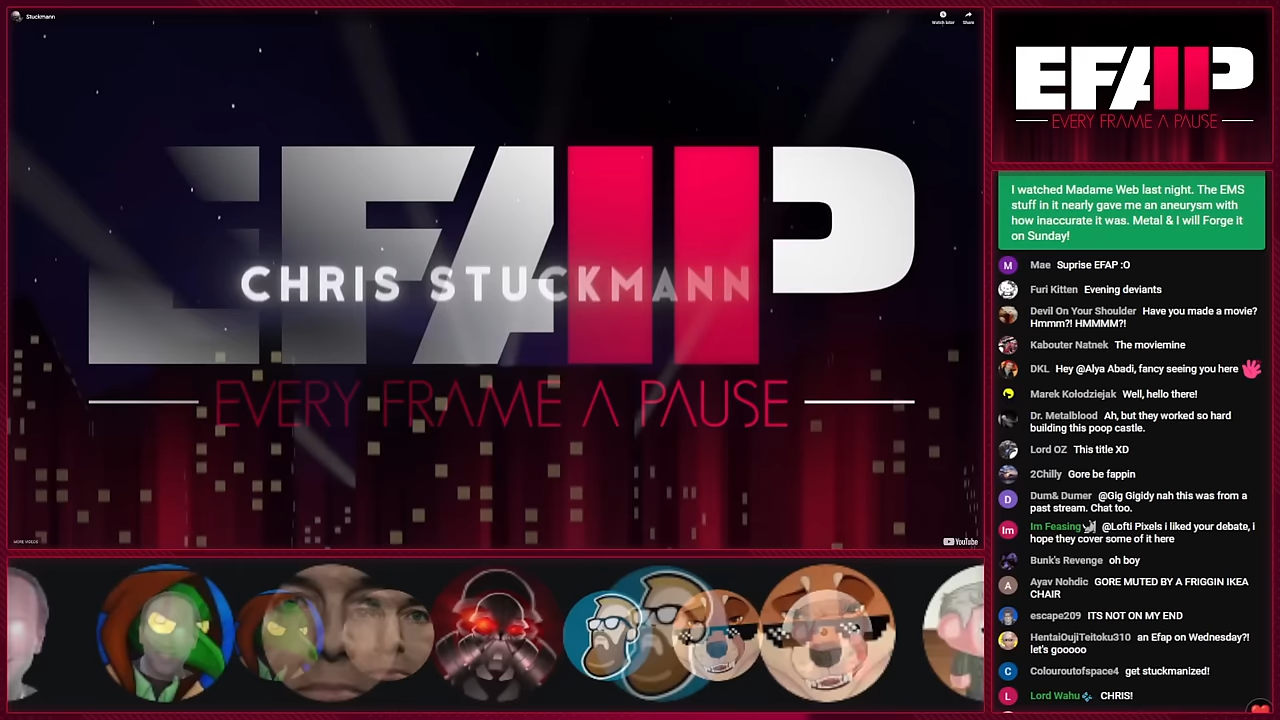 Stuckmann
Watch later
Share
EFAP
CHRIS STUCKMANN
EVERY FRAME A PAUSE
MORE VIDEOS
YouTube
EFAP
EVERY FRAME A PAUSE
I watched Madame Web last night. The EMS
stuff in it nearly gave me an aneurysm with
how inaccurate it was. Metal & I will Forge it
on Sunday!
M Mae Suprise EFAP :O
Furi Kitten Evening deviants
Devil On Your Shoulder Have you made a movie?
Hmmm?! HMMMM?!
Kabouter Natnek The moviemine
DKL Hey @Alya Abadi, fancy seeing you here
Marek Kołodziejak Well, hello there!
Dr. Metalblood Ah, but they worked so hard
building this poop castle.
Lord OZ This title XD
2Chilly Gore be fappin
D Dum& Dumer @Gig Gigidy nah this was from a
past stream. Chat too.
Im Im Feasing @Lofti Pixels i liked your debate, i
hope they cover some of it here
Bunk's Revenge oh boy
A Ayav Nohdic GORE MUTED BY A FRIGGIN IKEA
CHAIR
escape209 ITS NOT ON MY END
HentaiOujiTeitoku310 an Efap on Wednesday?!
let's gooooo
C Colouroutofspace4 get stuckmanized!
L Lord Wahu CHRIS!